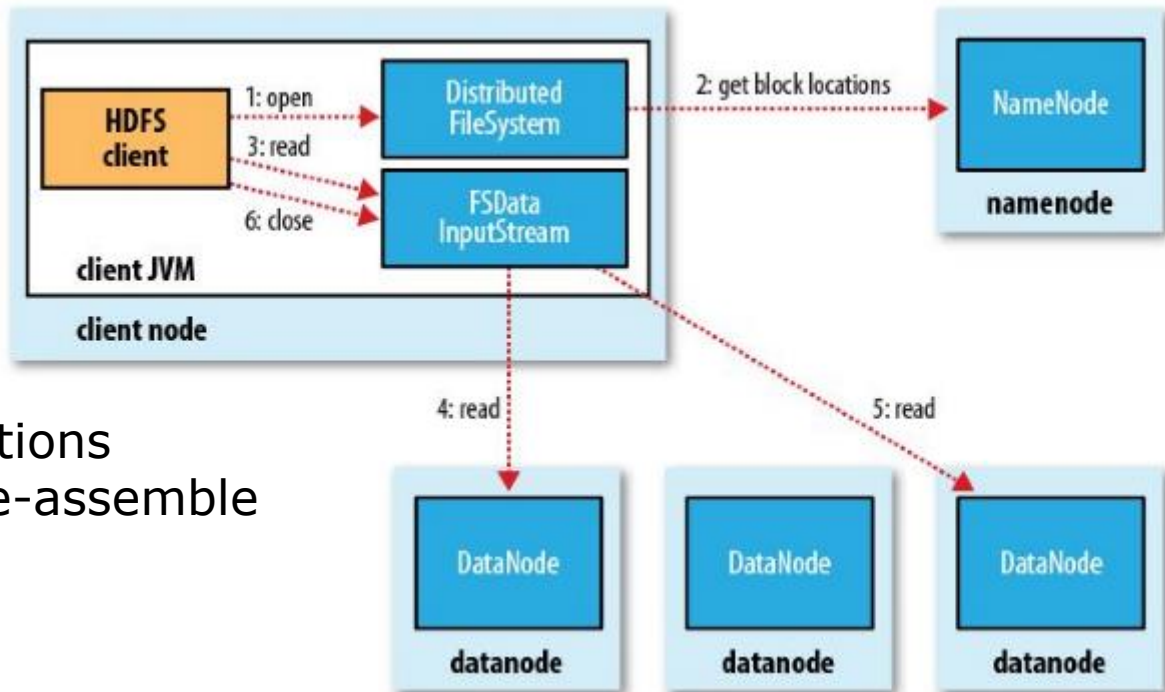 1: open
HDFS
client
3: read
6: close
Distributed
FileSystem
FSData
InputStream
client JVM
client node
2: get block locations
NameNode
namenode
4: read
5: read
tions
e-assemble
DataNode
datanode
DataNode
datanode
DataNode
datanode